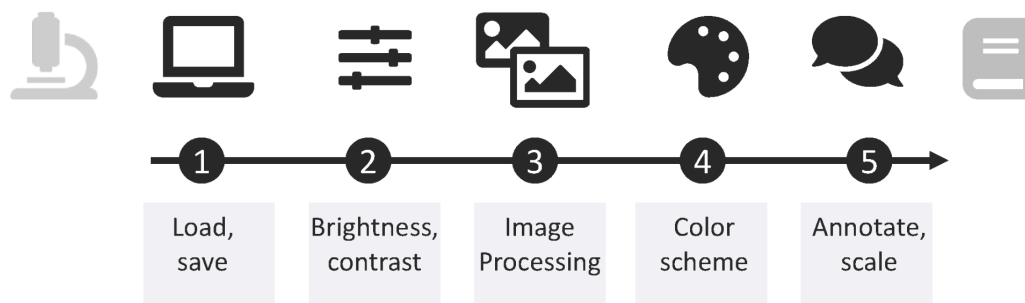 1 2 3 4 5
Load,
save
Brightness,
contrast
Image
Processing
Color
scheme
Annotate,
scale